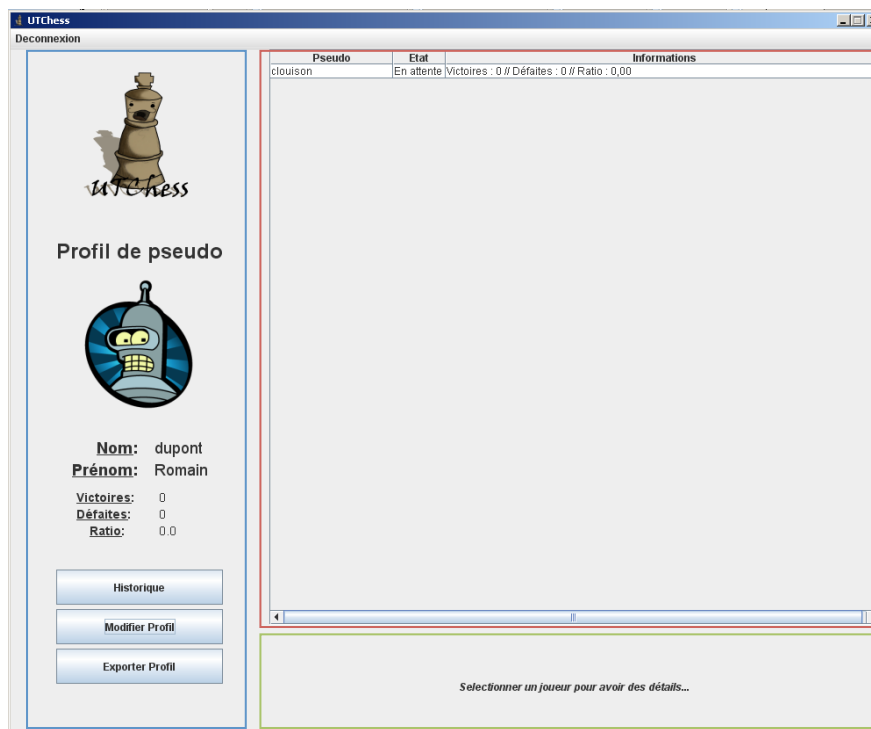 UTChess
Deconnexion
UTChess
Profil de pseudo
Nom: dupont
Prénom: Romain
Victoires: 0
Défaites: 0
Ratio: 0.0
Historique
Modifier Profil
Exporter Profil
Pseudo Etat Informations
clouison En attente Victoires : 0 // Défaites : 0 // Ratio : 0,00
Selectionner un joueur pour avoir des détails...